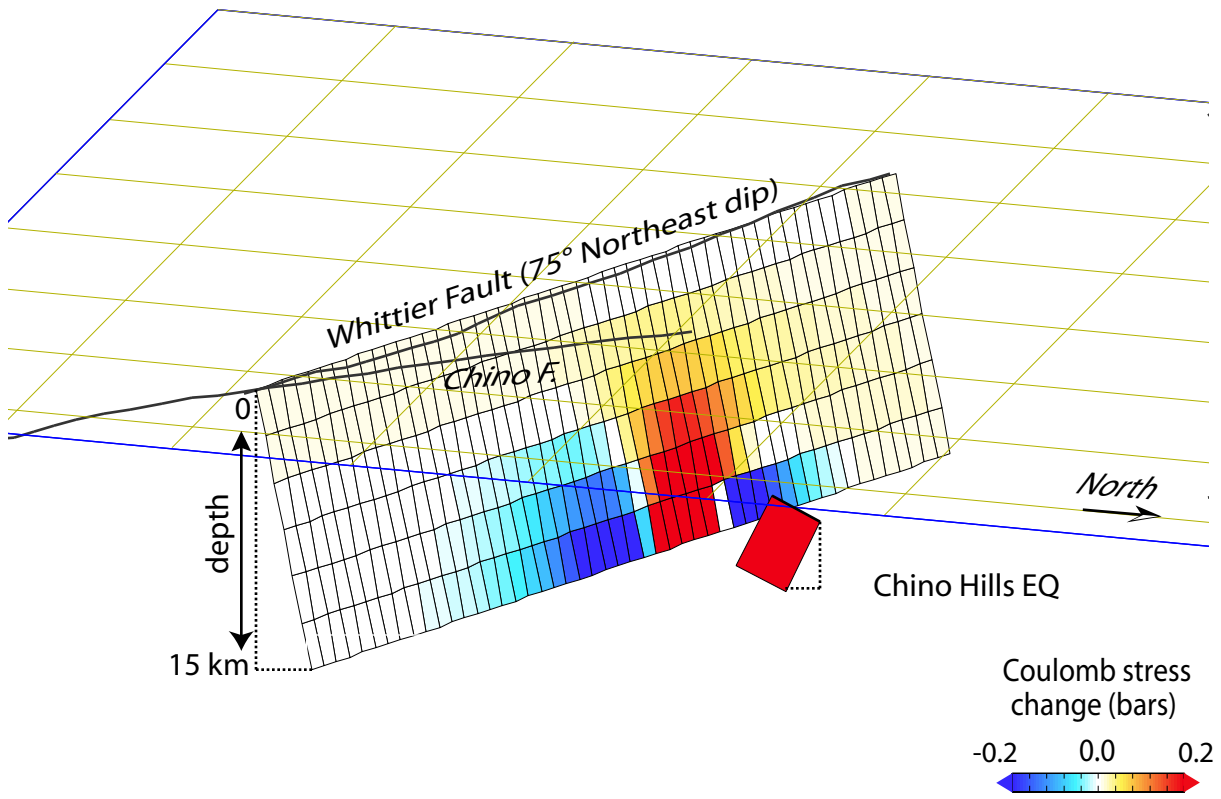 Whittier Fault (75° Northeast dip)
Chino F.
0
depth
15 km
North
Chino Hills EQ
Coulomb stress
change (bars)
-0.2 0.0 0.2